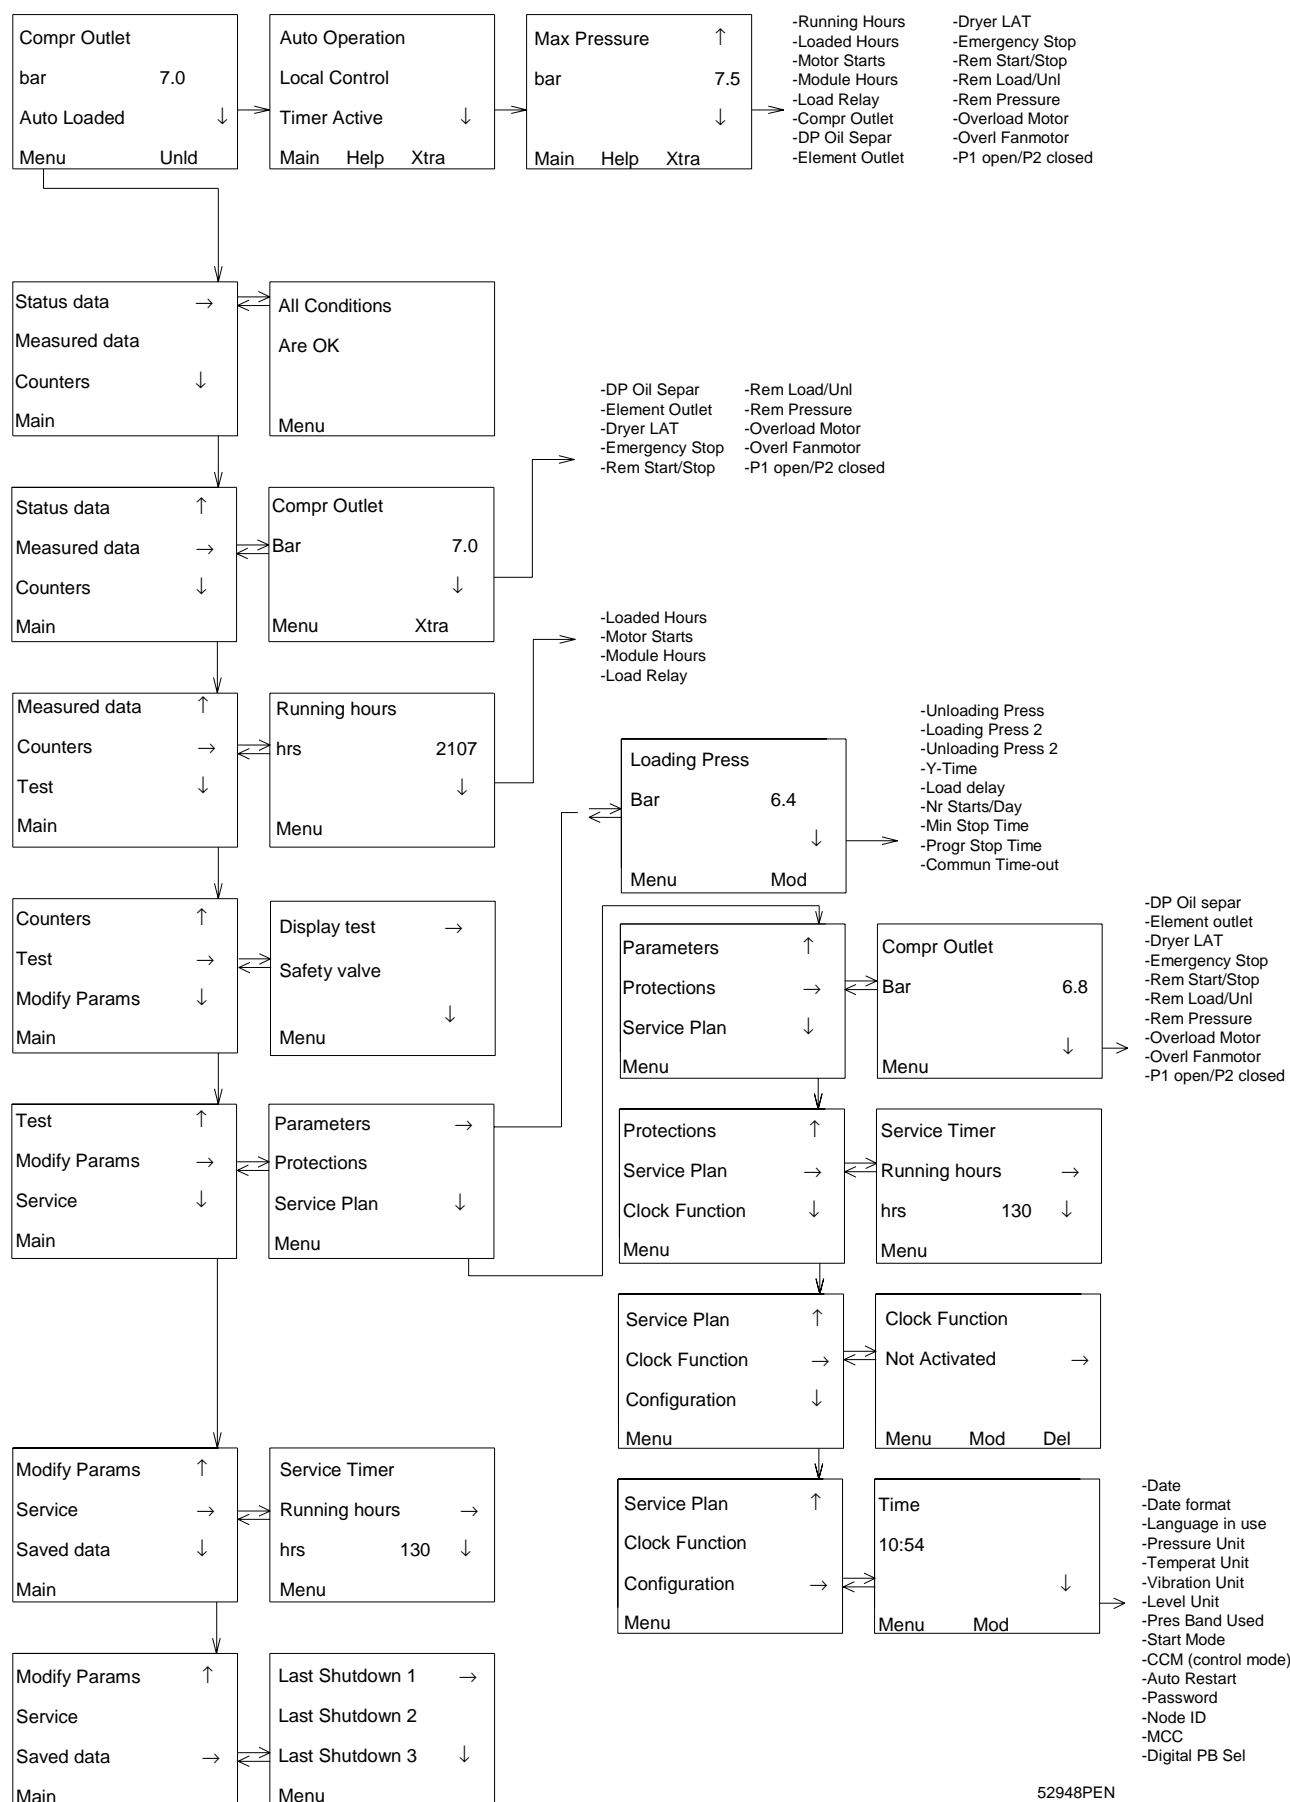 Compr Outlet
bar 7.0
Auto Loaded ↓
Menu Unld
Auto Operation
Local Control
Timer Active ↓
Main Help Xtra
Max Pressure ↑
bar 7.5
↓
Main Help Xtra
-Running Hours
-Loaded Hours
-Motor Starts
-Module Hours
-Load Relay
-Compr Outlet
-DP Oil Separ
-Element Outlet
-Dryer LAT
-Emergency Stop
-Rem Start/Stop
-Rem Load/Unl
-Rem Pressure
-Overload Motor
-Overl Fanmotor
-P1 open/P2 closed
Status data →
Measured data
Counters ↓
Main
All Conditions
Are OK
Menu
Status data ↑
Measured data →
Counters ↓
Main
Compr Outlet
Bar 7.0
↓
Menu Xtra
-DP Oil Separ
-Element Outlet
-Dryer LAT
-Emergency Stop
-Rem Start/Stop
-Rem Load/Unl
-Rem Pressure
-Overload Motor
-Overl Fanmotor
-P1 open/P2 closed
Measured data ↑
Counters →
Test ↓
Main
Running hours
hrs 2107
↓
Menu
-Loaded Hours
-Motor Starts
-Module Hours
-Load Relay
Loading Press
Bar 6.4
↓
Menu Mod
-Unloading Press
-Loading Press 2
-Unloading Press 2
-Y-Time
-Load delay
-Nr Starts/Day
-Min Stop Time
-Progr Stop Time
-Commun Time-out
Counters ↑
Test →
Modify Params ↓
Main
Display test →
Safety valve
↓
Menu
Parameters ↑
Protections →
Service Plan ↓
Menu
Compr Outlet
Bar 6.8
↓
Menu
-DP Oil separ
-Element outlet
-Dryer LAT
-Emergency Stop
-Rem Start/Stop
-Rem Load/Unl
-Rem Pressure
-Overload Motor
-Overl Fanmotor
-P1 open/P2 closed
Test ↑
Modify Params →
Service ↓
Main
Parameters →
Protections
Service Plan ↓
Menu
Protections ↑
Service Plan →
Clock Function ↓
Menu
Service Timer
Running hours →
hrs 130 ↓
Menu
Service Plan ↑
Clock Function →
Configuration ↓
Menu
Clock Function
Not Activated →
Menu Mod Del
Modify Params ↑
Service →
Saved data ↓
Main
Service Timer
Running hours →
hrs 130 ↓
Menu
Service Plan ↑
Clock Function
Configuration →
Menu
Time
10:54
↓
Menu Mod
-Date
-Date format
-Language in use
-Pressure Unit
-Temperat Unit
-Vibration Unit
-Level Unit
-Pres Band Used
-Start Mode
-CCM (control mode)
-Auto Restart
-Password
-Node ID
-MCC
-Digital PB Sel
Modify Params ↑
Service
Saved data →
Main
Last Shutdown 1 →
Last Shutdown 2
Last Shutdown 3 ↓
Menu
52948PEN